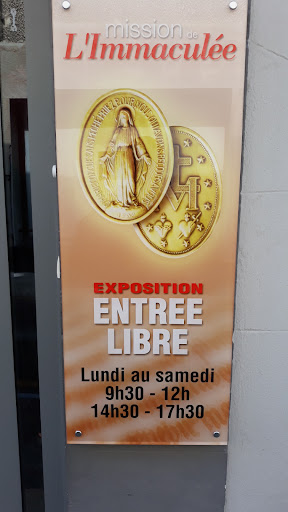 mission de
L'Immaculée
EXPOSITION
ENTREE
LIBRE
Lundi au samedi
9h30 - 12h
14h30 - 17h30